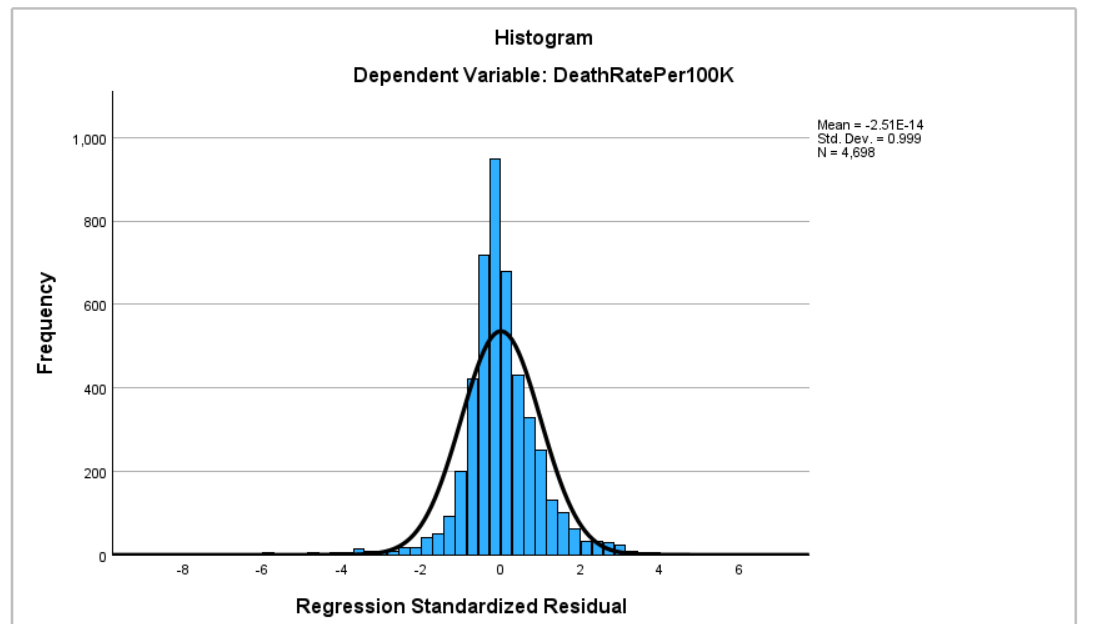 Histogram
Dependent Variable: DeathRatePer100K
Mean = -2.51E-14
Std. Dev. = 0.999
N = 4,698
Frequency
1,000
800
600
400
200
0
-8 -6 -4 -2 0 2 4 6
Regression Standardized Residual